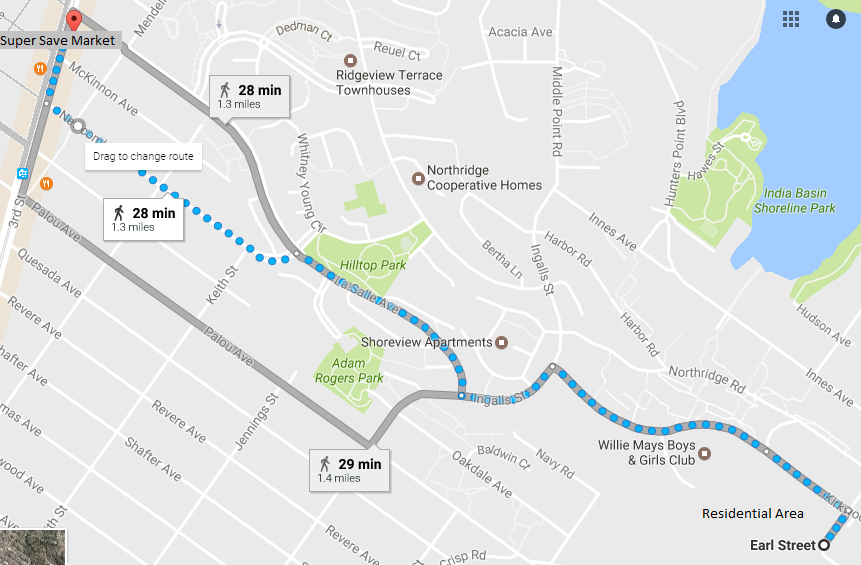 Mendel
Dedmen Ct
Acacia Ave
Super Save Market
Reuel Ct
McKinnon Ave
Ridgeview Terrace
Townhouses
28 min
1.3 miles
Middle Point Rd
Hunters Point Blvd
Hawes St
Drag to change route
Whitney Young Cir
Northridge
Cooperative Homes
India Basin
Shoreline Park
28 min
1.3 miles
3rd St
Palou Ave
Innes Ave
Harbor Rd
Bertha Ln
Ingalls St
Hilltop Park
Keith St
Quesada Ave
La Salle Ave
Revere Ave
Harbor Rd
Hudson Ave
Palou Ave
Shoreview Apartments
Shafter Ave
Adam
Rogers Park
Northridge Rd
Innes Ave
Ingalls St
Jennings St
Revere Ave
Shafter Ave
Willie Mays Boys
& Girls Club
Baldwin Ct
Navy Rd
29 min
1.4 miles
Oakdale Ave
wood Ave
Kirkwo
Residential Area
Revere Ave
Earl Street
Crisp Rd